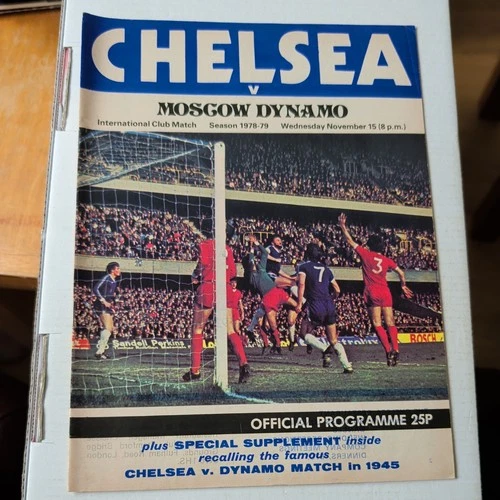 CHELSEA
v
MOSCOW DYNAMO
International Club Match Season 1978-79 Wednesday November 15 (8 p.m.)
7
3
Sandell Perkins
BOSCH
OFFICIAL PROGRAMME 25P
plus SPECIAL SUPPLEMENT inside
recalling the famous
CHELSEA v. DYNAMO MATCH in 1945